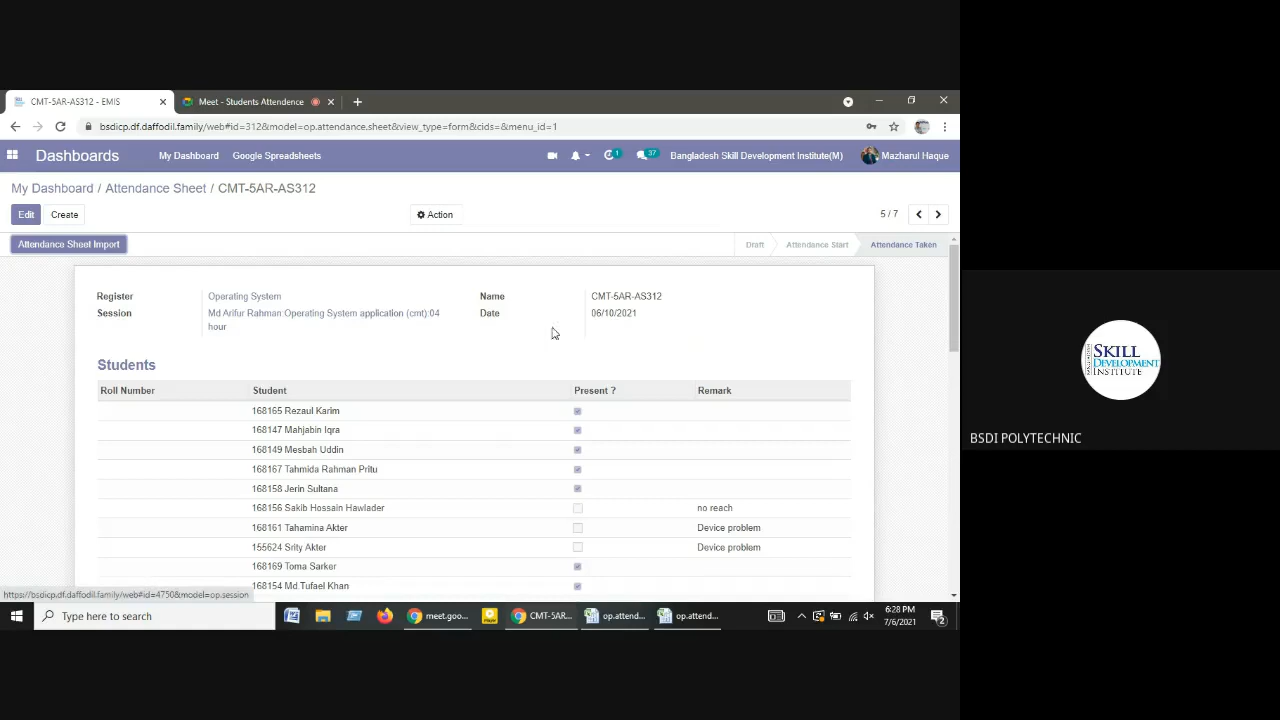 CMT-5AR-AS312 - EMIS
Meet - Students Attendence
bsdicp.df.daffodil.family/web#id=312&model=op.attendance.sheet&view_type=form&cids=&menu_id=1
Dashboards My Dashboard Google Spreadsheets 1 37 Bangladesh Skill Development Institute(M) Mazharul Haque
My Dashboard / Attendance Sheet / CMT-5AR-AS312
Edit Create Action 5 / 7
Attendance Sheet Import Draft Attendance Start Attendance Taken
Register Operating System Name CMT-5AR-AS312
Session Md Arifur Rahman:Operating System application (cmt):04 Date 06/10/2021
hour
Students
Roll Number Student Present ? Remark
168165 Rezaul Karim
168147 Mahjabin Iqra
168149 Mesbah Uddin
168167 Tahmida Rahman Pritu
168158 Jerin Sultana
168156 Sakib Hossain Hawlader no reach
168161 Tahamina Akter Device problem
155624 Srity Akter Device problem
168169 Toma Sarker
168154 Md.Tufael Khan
https://bsdicp.df.daffodil.family/web#id=4750&model=op.session
Type here to search meet.goo... CMT-5AR... op.attend... op.attend... 6:28 PM
7/6/2021 2
SKILL
DEVELOPMENT
INSTITUTE
BSDI POLYTECHNIC